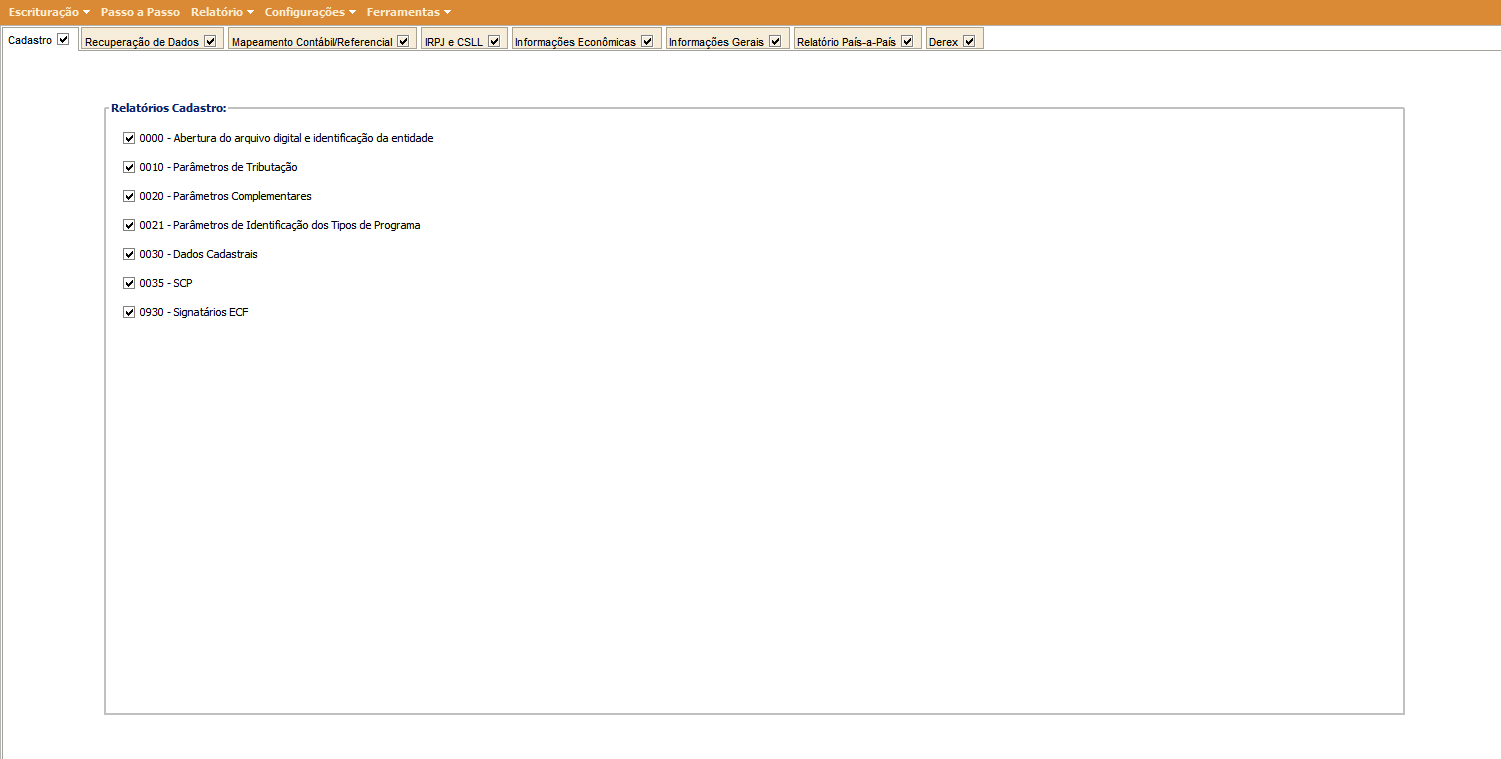 Escrituração Passo a Passo Relatório Configurações Ferramentas
Cadastro Recuperação de Dados Mapeamento Contábil/Referencial IRPJ e CSLL Informações Econômicas Informações Gerais Relatório País-a-País Derex
Relatórios Cadastro:
0000 - Abertura do arquivo digital e identificação da entidade
0010 - Parâmetros de Tributação
0020 - Parâmetros Complementares
0021 - Parâmetros de Identificação dos Tipos de Programa
0030 - Dados Cadastrais
0035 - SCP
0930 - Signatários ECF